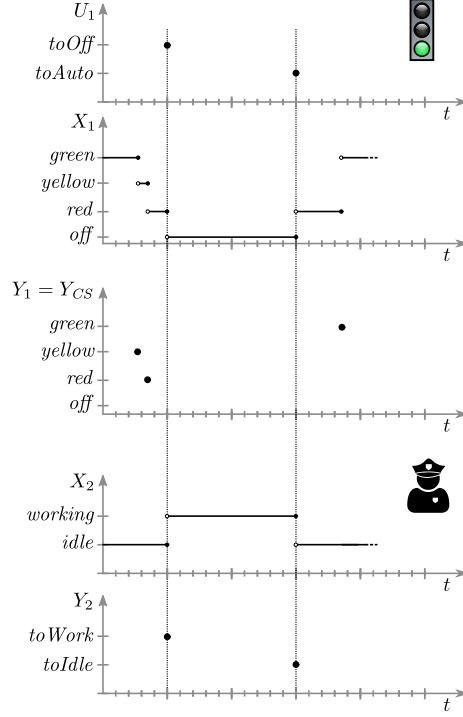 U1
toOff
toAuto
t
X1
green
yellow
red
off
t
Y1 = YCS
green
yellow
red
off
t
X2
working
idle
t
Y2
toWork
toIdle
t